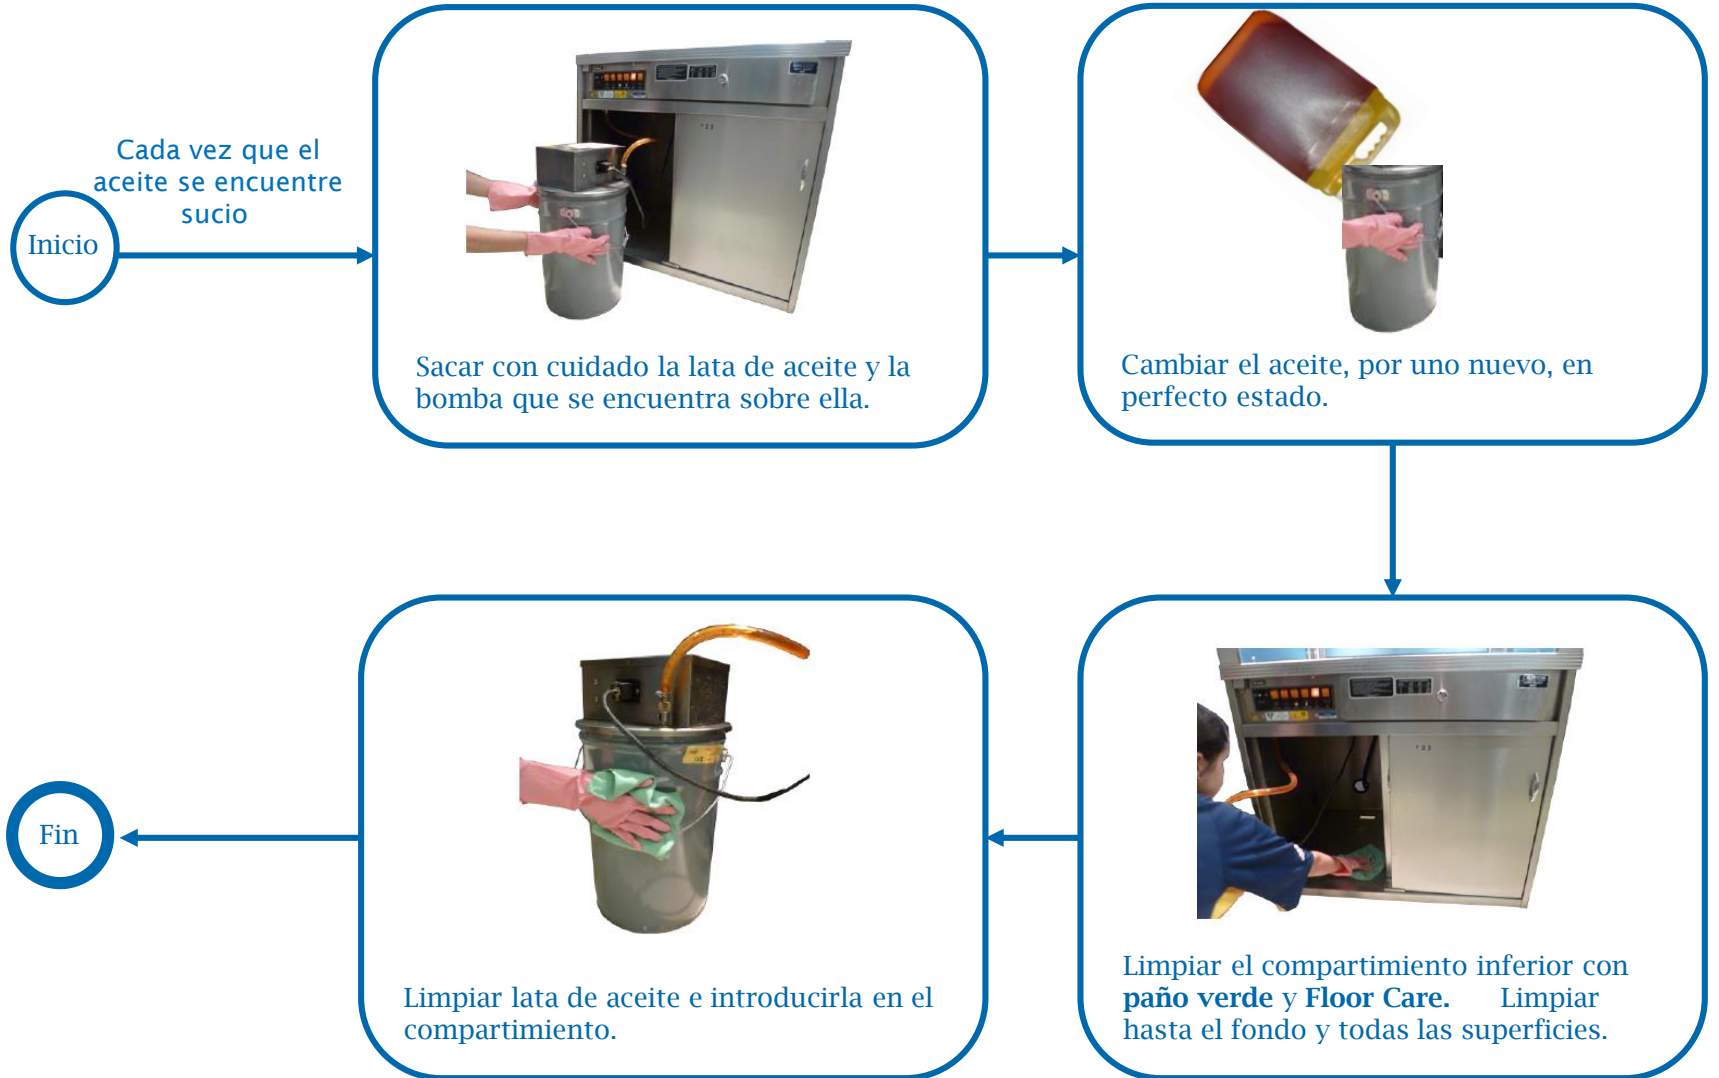 Inicio
Cada vez que el
aceite se encuentre
sucio
Sacar con cuidado la lata de aceite y la
bomba que se encuentra sobre ella.
Cambiar el aceite, por uno nuevo, en
perfecto estado.
Limpiar el compartimiento inferior con
paño verde y Floor Care. Limpiar
hasta el fondo y todas las superficies.
Limpiar lata de aceite e introducirla en el
compartimiento.
Fin